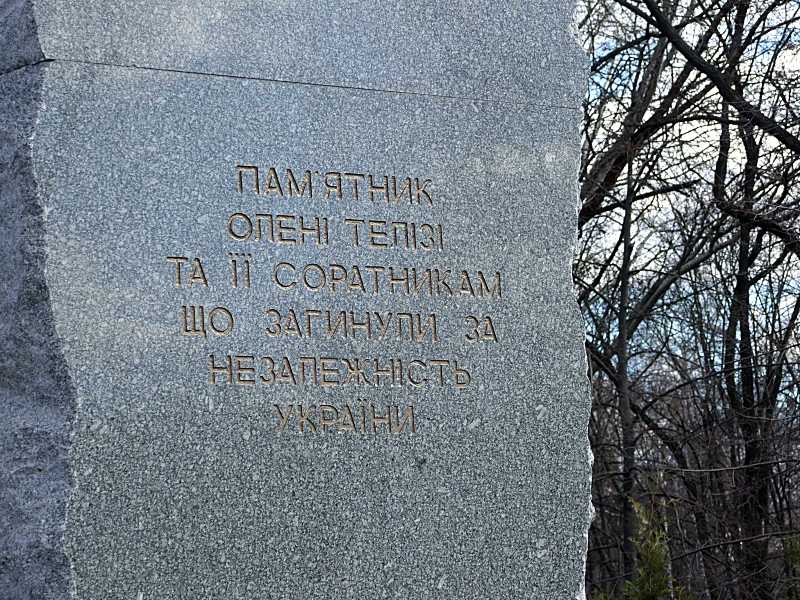 ПАМ'ЯТНИК
ОЛЕНІ ТЕЛІЗІ
ТА ЇЇ СОРАТНИКАМ
ЩО ЗАГИНУЛИ ЗА
НЕЗАЛЕЖНІСТЬ
УКРАЇНИ